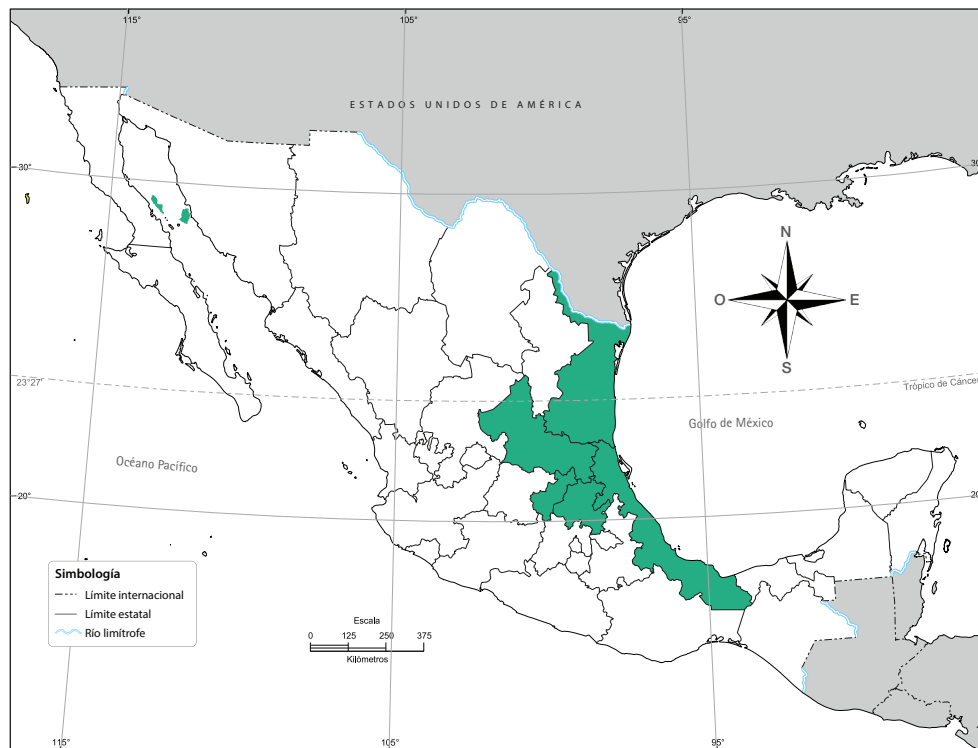 115°
105°
95°
ESTADOS UNIDOS DE AMÉRICA
30°
30
N
O
E
S
23°27'
Trópico de Cáncer
Golfo de México
Océano Pacífico
20°
20
Simbología
Límite internacional
Límite estatal
Río limítrofe
Escala
0 125 250 375
Kilómetros
115°
105°
95°